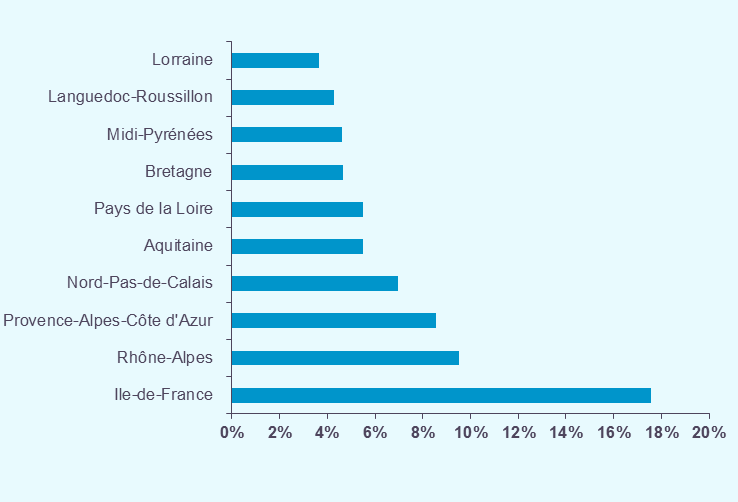 Lorraine
Languedoc-Roussillon
Midi-Pyrénées
Bretagne
Pays de la Loire
Aquitaine
Nord-Pas-de-Calais
Provence-Alpes-Côte d'Azur
Rhône-Alpes
Ile-de-France
0% 2% 4% 6% 8% 10% 12% 14% 16% 18% 20%